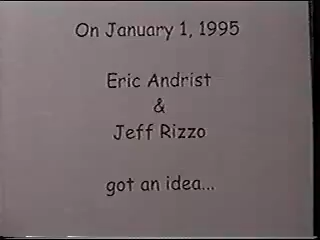 On January 1, 1995
Eric Andrist
&
Jeff Rizzo
got an idea...